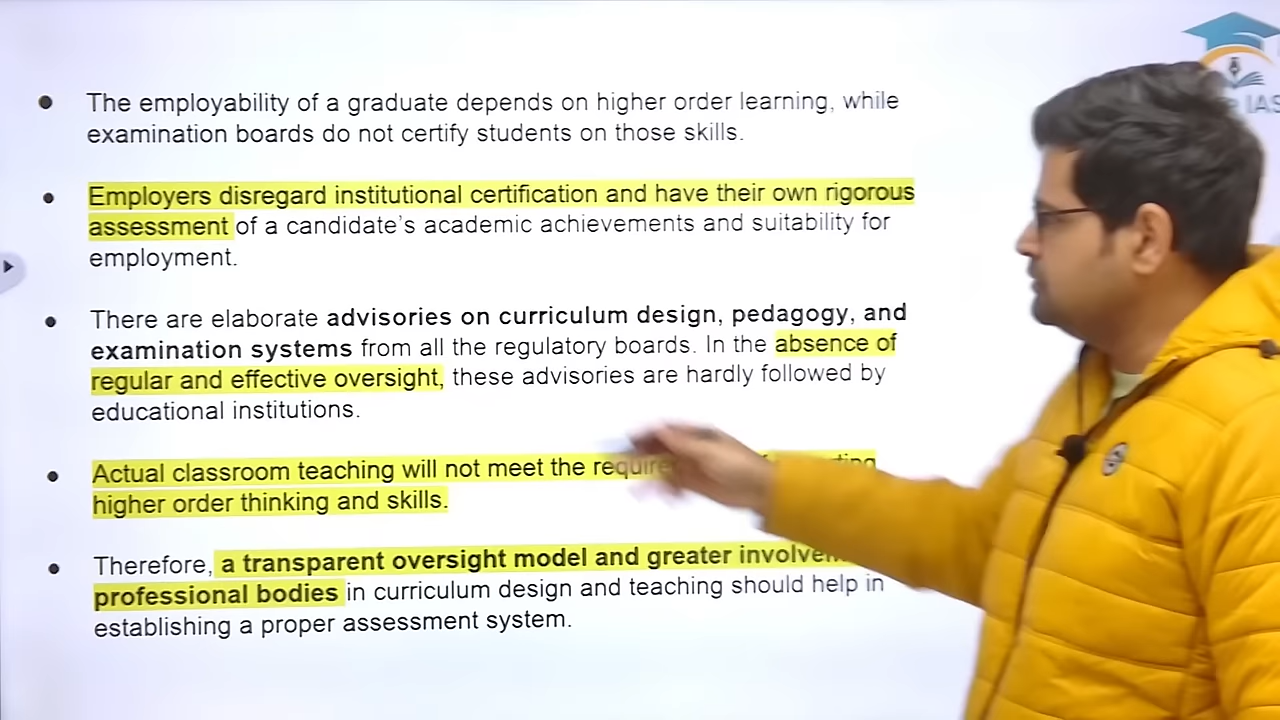 IAS
The employability of a graduate depends on higher order learning, while
examination boards do not certify students on those skills.
Employers disregard institutional certification and have their own rigorous
assessment of a candidate's academic achievements and suitability for
employment.
There are elaborate advisories on curriculum design, pedagogy, and
examination systems from all the regulatory boards. In the absence of
regular and effective oversight, these advisories are hardly followed by
educational institutions.
Actual classroom teaching will not meet the
higher order thinking and skills.
Therefore, a transparent oversight model and greater
professional bodies in curriculum design and teaching should help in
establishing a proper assessment system.